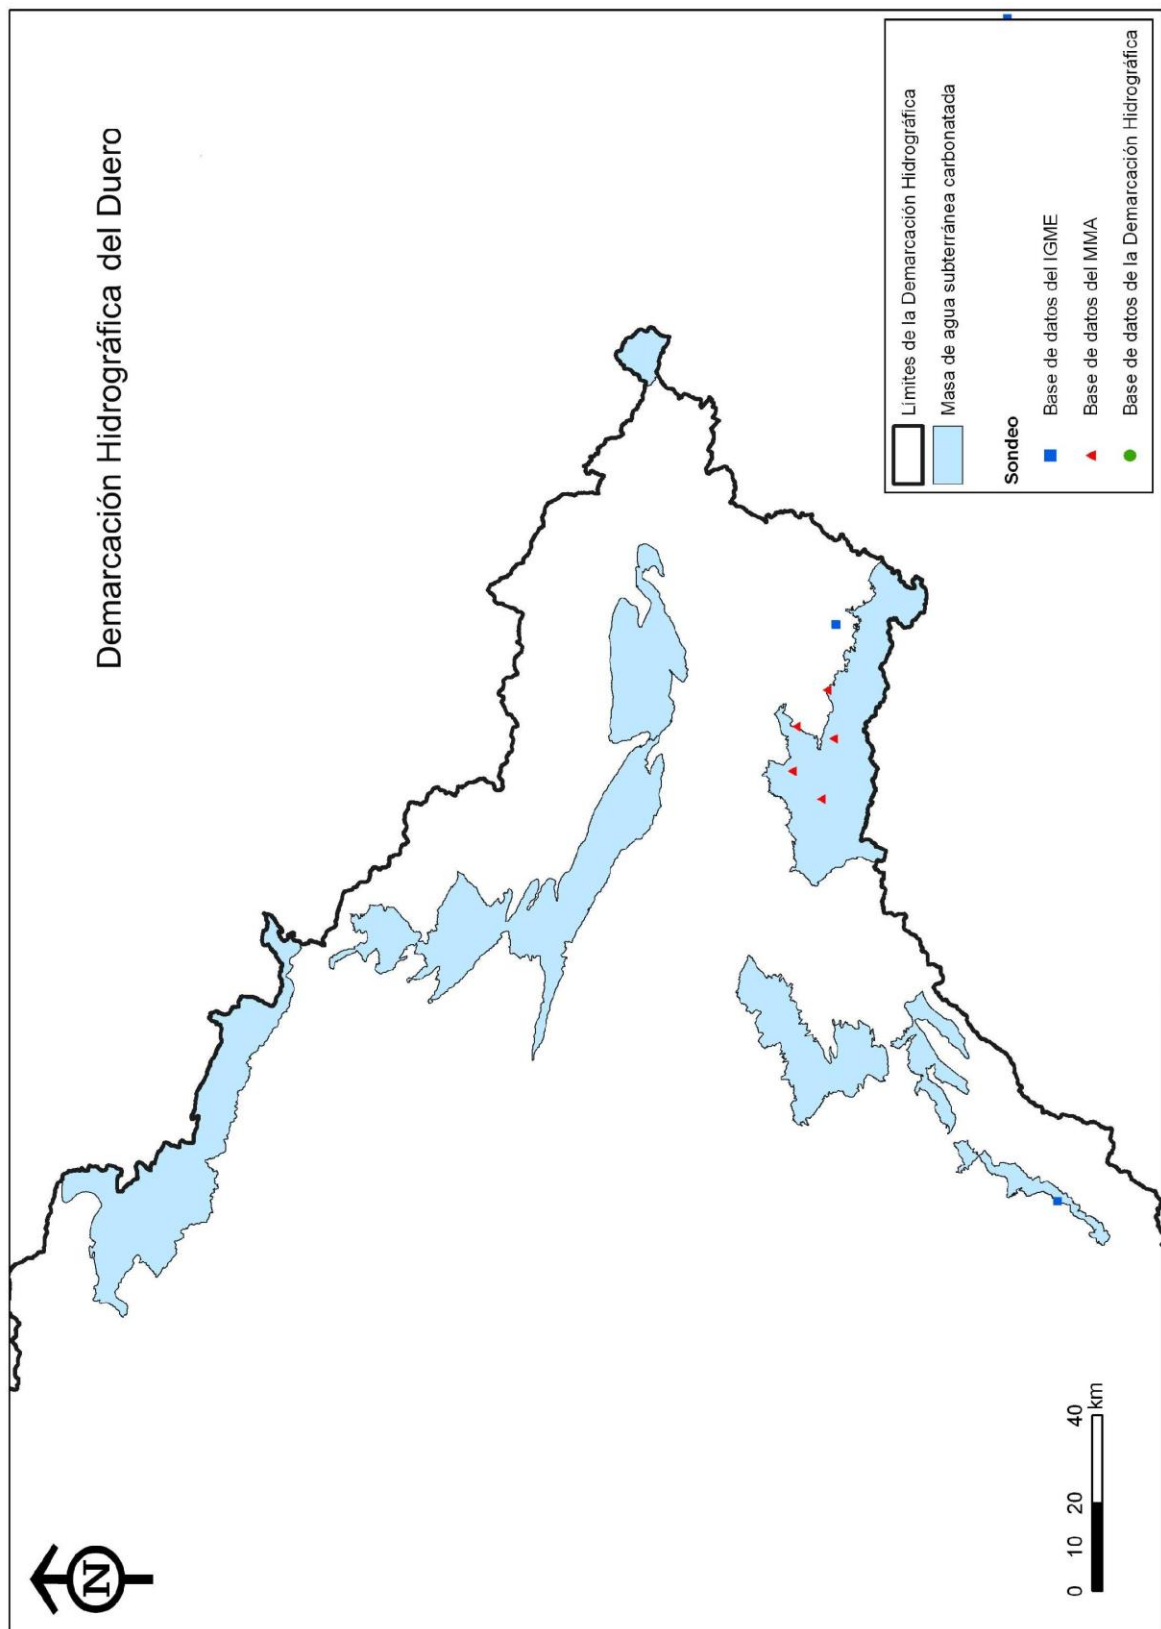 Demarcación Hidrográfica del Duero
Límites de la Demarcación Hidrográfica
Masa de agua subterránea carbonatada
Sondeo
Base de datos del IGME
Base de datos del MMA
Base de datos de la Demarcación Hidrográfica
N
0 10 20 40
km